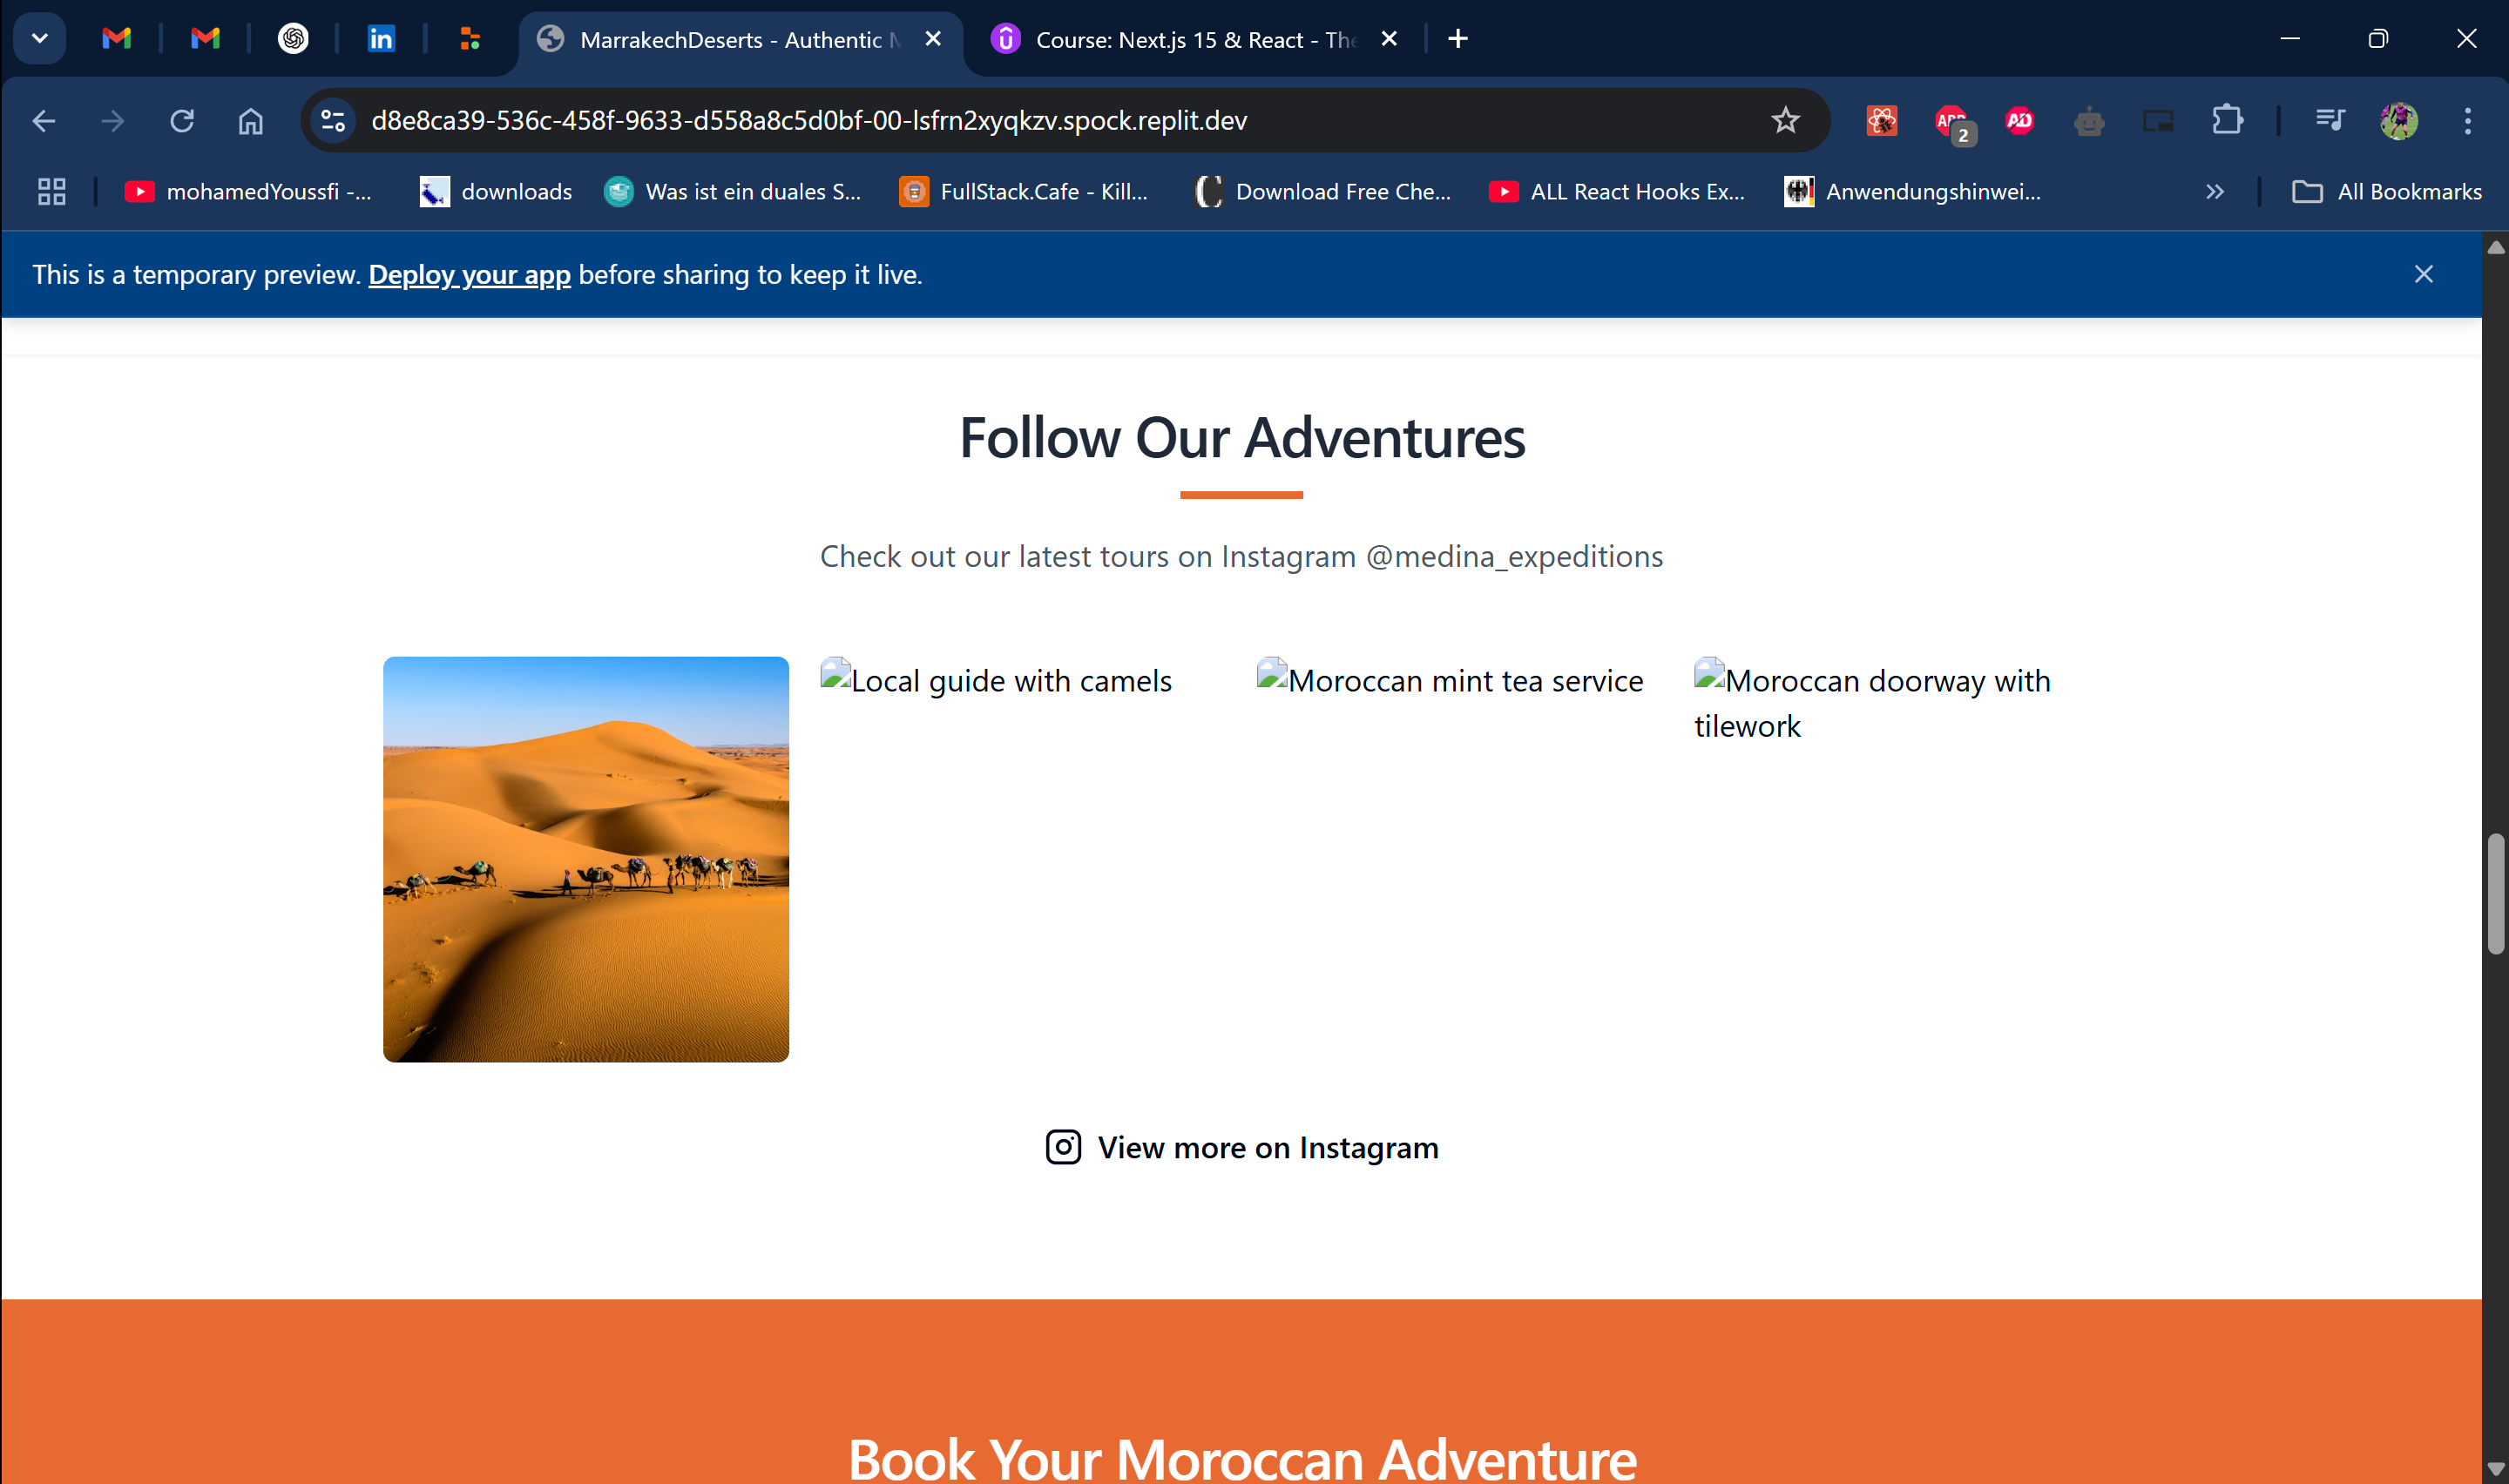 MarrakechDeserts - Authentic
Course: Next.js 15 & React - The
d8e8ca39-536c-458f-9633-d558a8c5d0bf-00-lsfrn2xyqkzv.spock.replit.dev
ABP
2
AD
mohamedYoussfi -...
downloads
Was ist ein duales S...
FullStack.Cafe - Kill...
Download Free Che...
ALL React Hooks Ex...
Anwendungshinwei...
All Bookmarks
This is a temporary preview. Deploy your app before sharing to keep it live.
Follow Our Adventures
Check out our latest tours on Instagram @medina_expeditions
Local guide with camels
Moroccan mint tea service
Moroccan doorway with
tilework
View more on Instagram
Book Your Moroccan Adventure